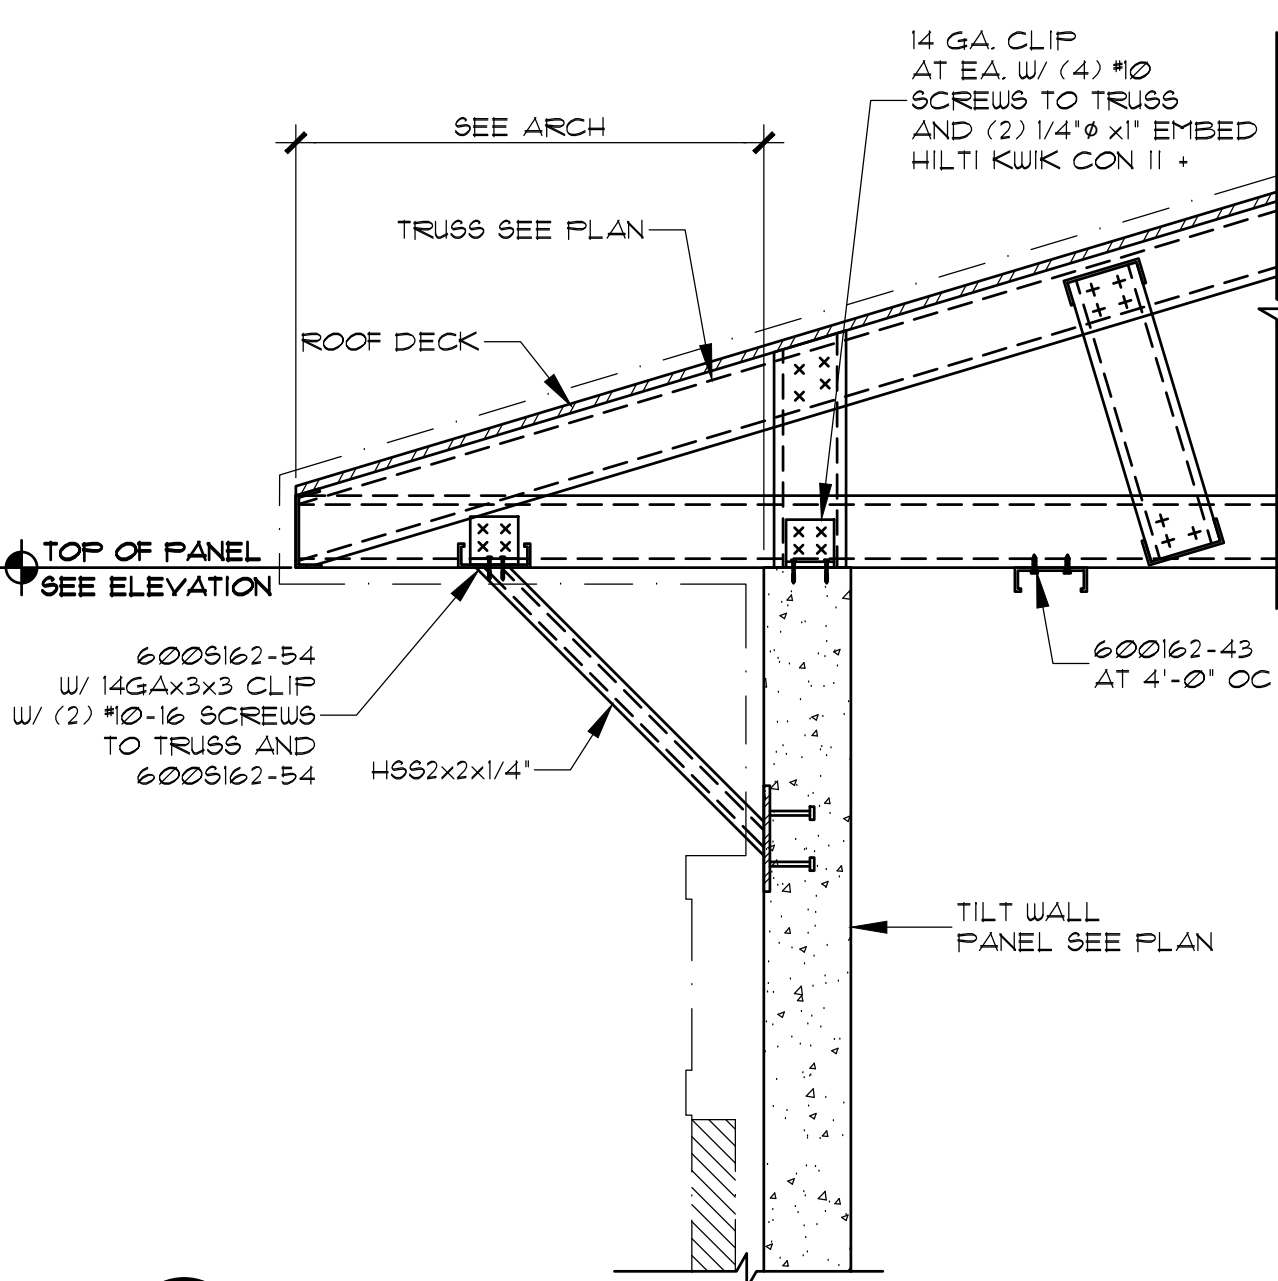 14 GA. CLIP
AT EA. W/ (4) #10
SCREWS TO TRUSS
AND (2) 1/4"Ø x1" EMBED
HILTI KWIK CON II +
SEE ARCH
TRUSS SEE PLAN
ROOF DECK
TOP OF PANEL
SEE ELEVATION
600S162-54
W/ 14GAx3x3 CLIP
W/ (2) #10-16 SCREWS
TO TRUSS AND
600S162-54
HSS2x2x1/4"
600162-43
AT 4'-0" OC
TILT WALL
PANEL SEE PLAN